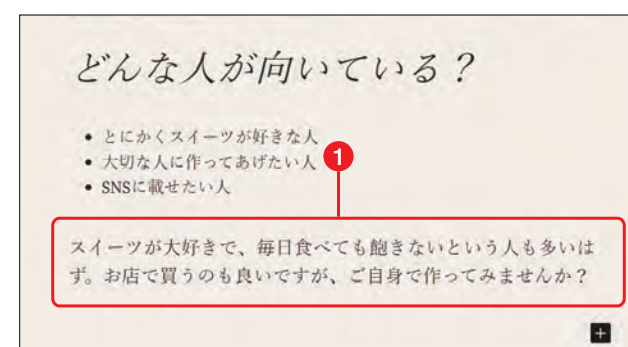 どんな人が向いている？
• とにかくスイーツが好きな人
• 大切な人に作ってあげたい人
1
• SNSに載せたい人
スイーツが大好きで、毎日食べても飽きないという人も多いは
ず。お店で買うのも良いですが、ご自身で作ってみませんか？